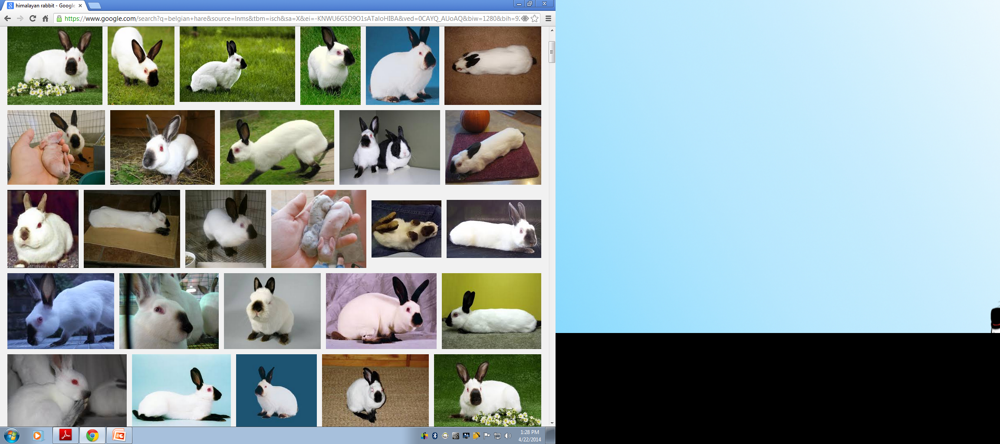 himalayan rabbit - Google
https://www.google.com/search?q=belgian+hare&source=lnms&tbm=isch&sa=X&ei=-KNWU6G5D9O1sATaloHIBA&ved=0CAYQ_AUoAQ&biw=1280&bih=92
1:28 PM
4/22/2014